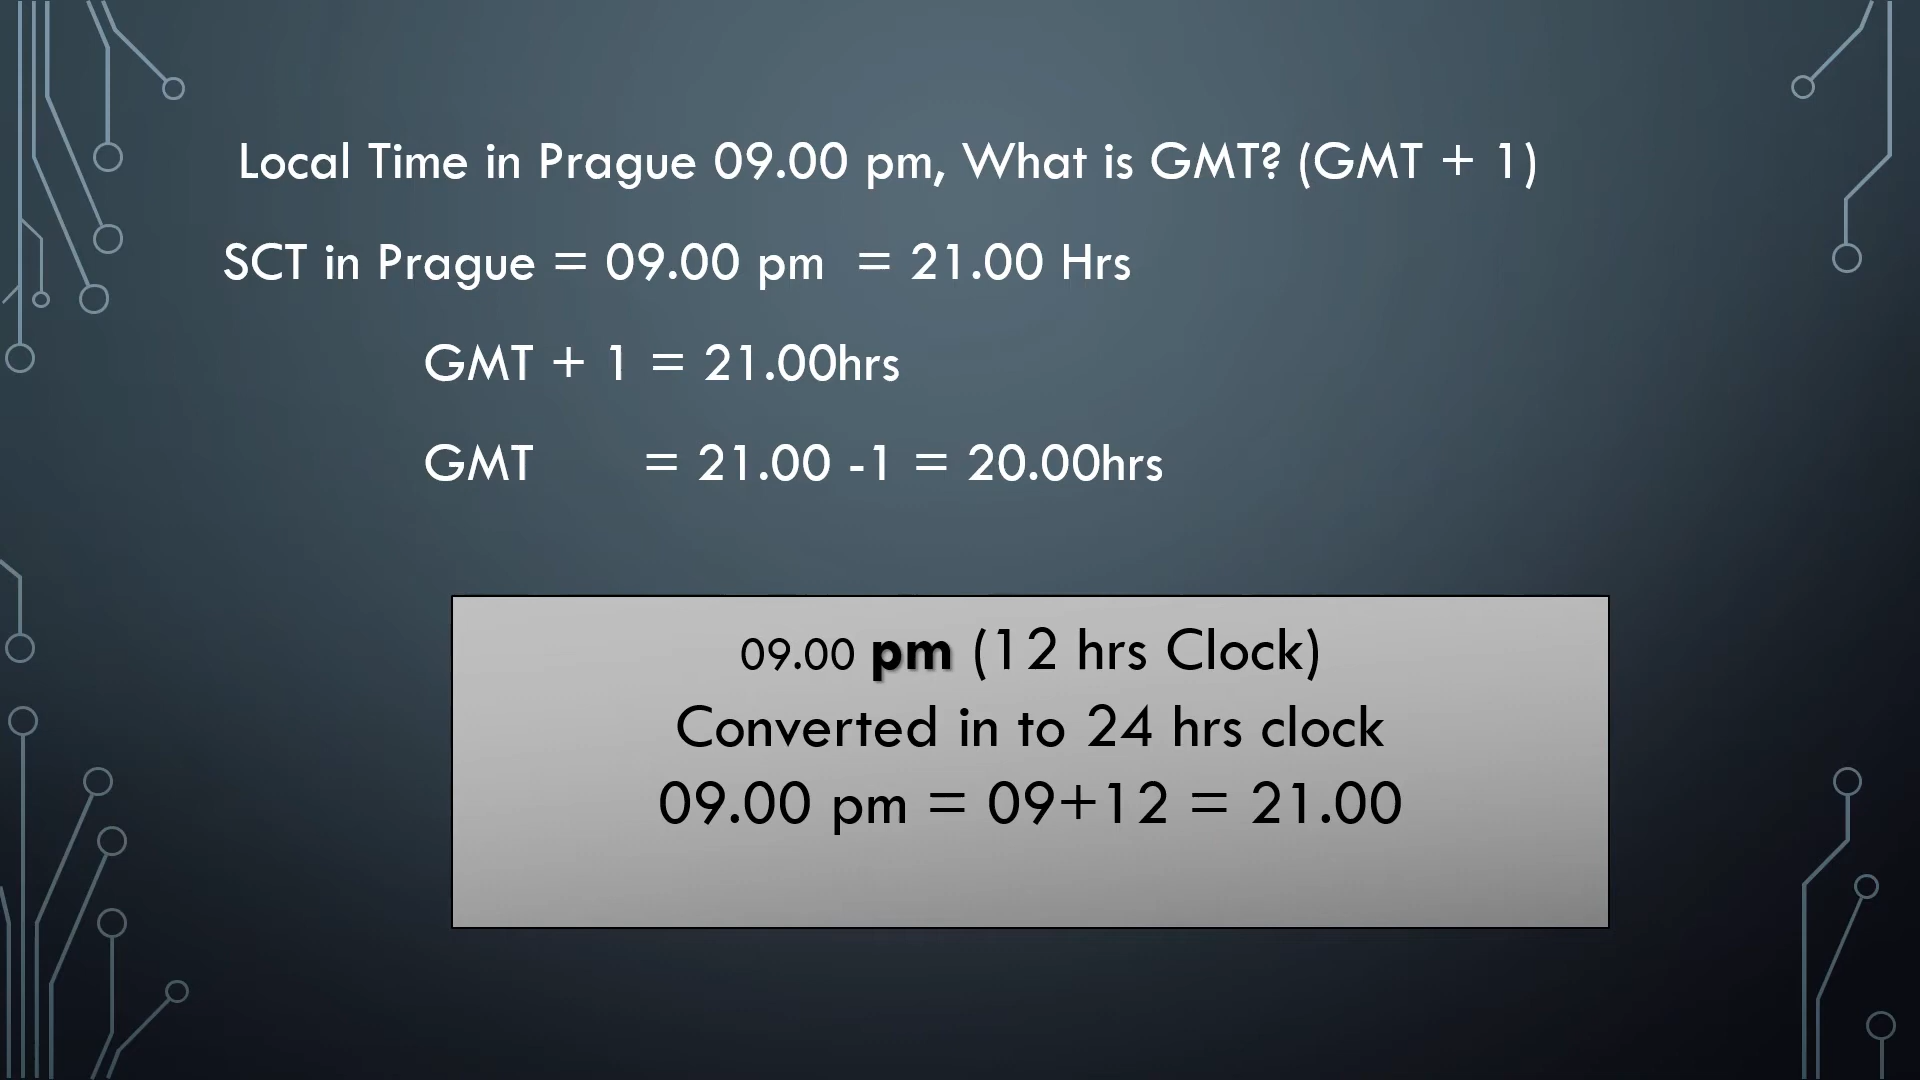 Local Time in Prague 09.00 pm, What is GMT? (GMT + 1)
SCT in Prague = 09.00 pm = 21.00 Hrs
GMT + 1 = 21.00hrs
GMT = 21.00 -1 = 20.00hrs
09.00 pm (12 hrs Clock)
Converted in to 24 hrs clock
09.00 pm = 09+12 = 21.00